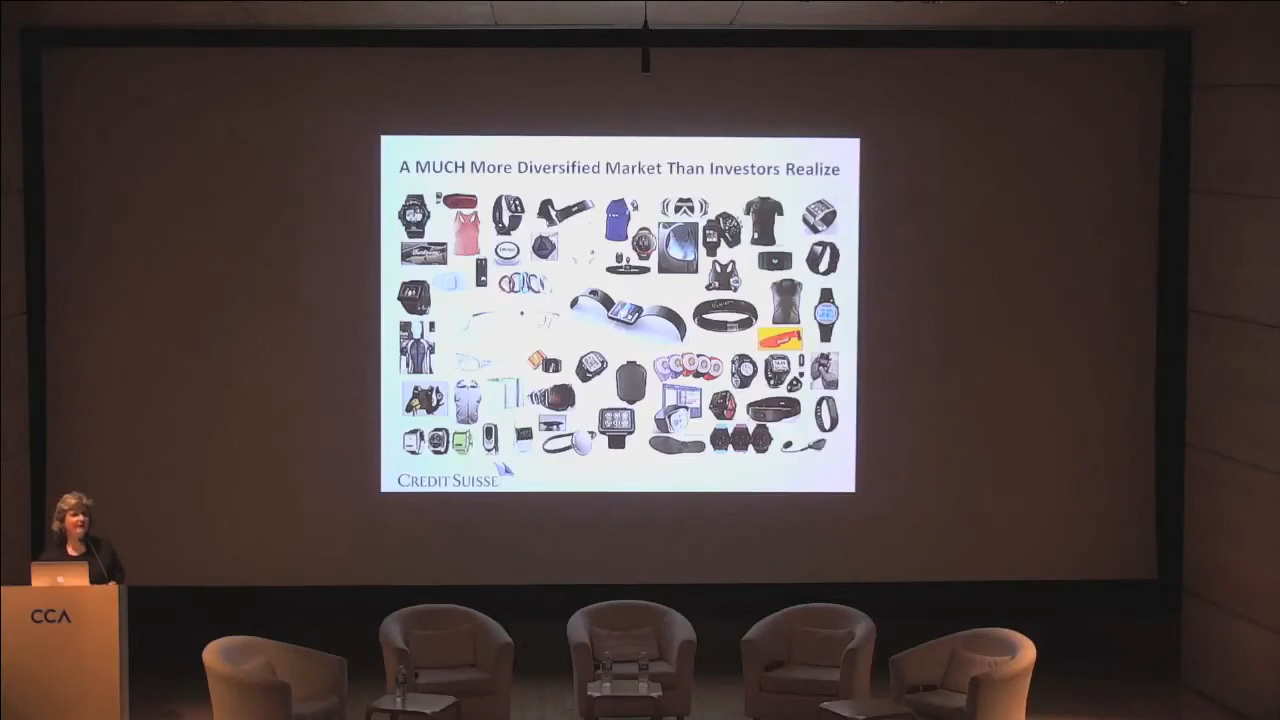 A MUCH More Diversified Market Than Investors Realize
CREDIT SUISSE
CCA